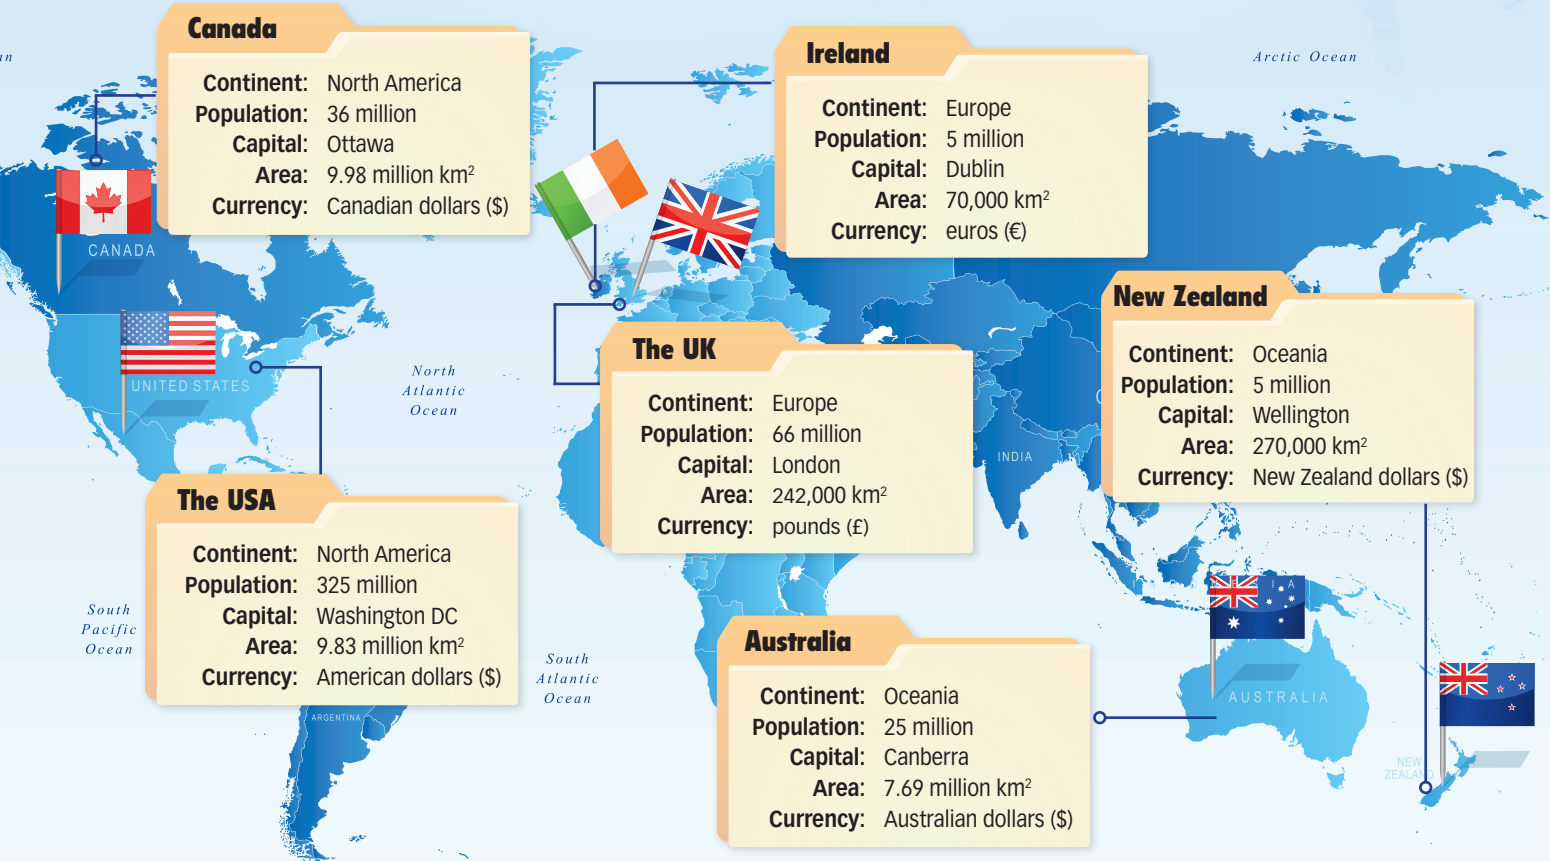 Canada
Continent: North America
Population: 36 million
Capital: Ottawa
Area: 9.98 million km²
Currency: Canadian dollars ($)
Ireland
Continent: Europe
Population: 5 million
Capital: Dublin
Area: 70,000 km²
Currency: euros (€)
Arctic Ocean
CANADA
UNITED STATES
North
Atlantic
Ocean
The UK
Continent: Europe
Population: 66 million
Capital: London
Area: 242,000 km²
Currency: pounds (£)
INDIA
New Zealand
Continent: Oceania
Population: 5 million
Capital: Wellington
Area: 270,000 km²
Currency: New Zealand dollars ($)
The USA
Continent: North America
Population: 325 million
Capital: Washington DC
Area: 9.83 million km²
Currency: American dollars ($)
South
Pacific
Ocean
South
Atlantic
Ocean
ARGENTINA
Australia
Continent: Oceania
Population: 25 million
Capital: Canberra
Area: 7.69 million km²
Currency: Australian dollars ($)
AUSTRALIA
NEW
ZEALAND